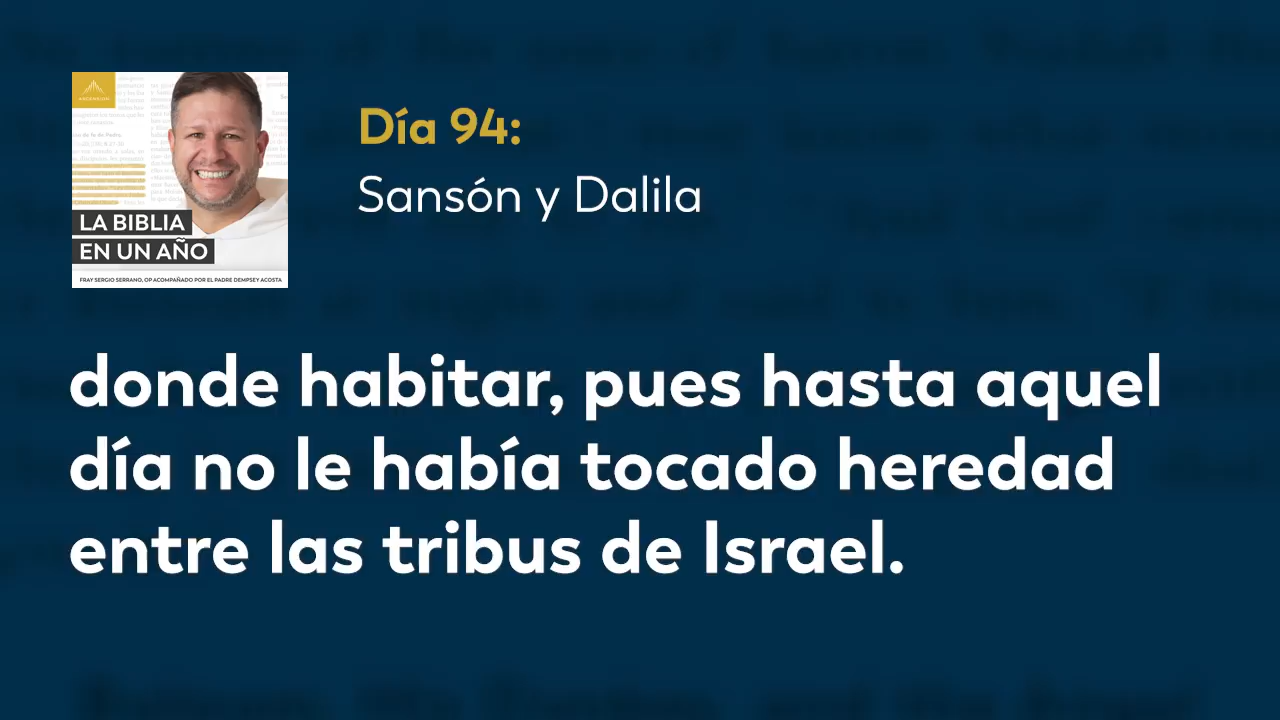 ASCENSION
Día 94:
Sansón y Dalila
LA BIBLIA
EN UN AÑO
FRAY SERGIO SERRANO, OP ACOMPAÑADO POR EL PADRE DEMPSEY ACOSTA
donde habitar, pues hasta aquel
día no le había tocado heredad
entre las tribus de Israel.